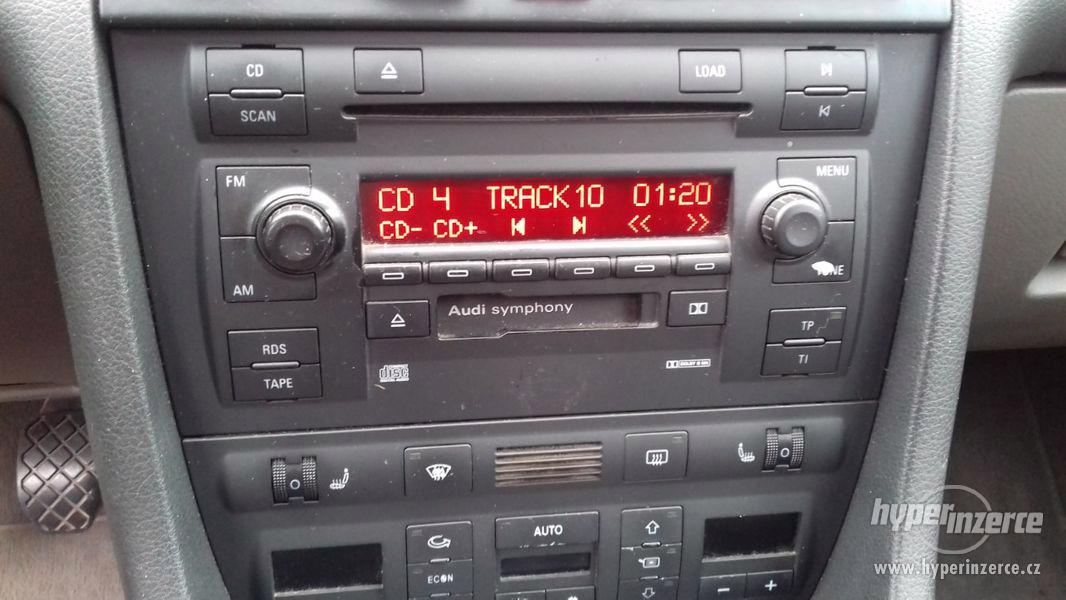 CD
LOAD
SCAN
FM
MENU
CD 4 TRACK10 01:20
CD- CD+ << >>
AM
Audi symphony
RDS
TP
TAPE
TI
disc
AUTO
ECON
hyperinzerce
www.hyperinzerce.cz